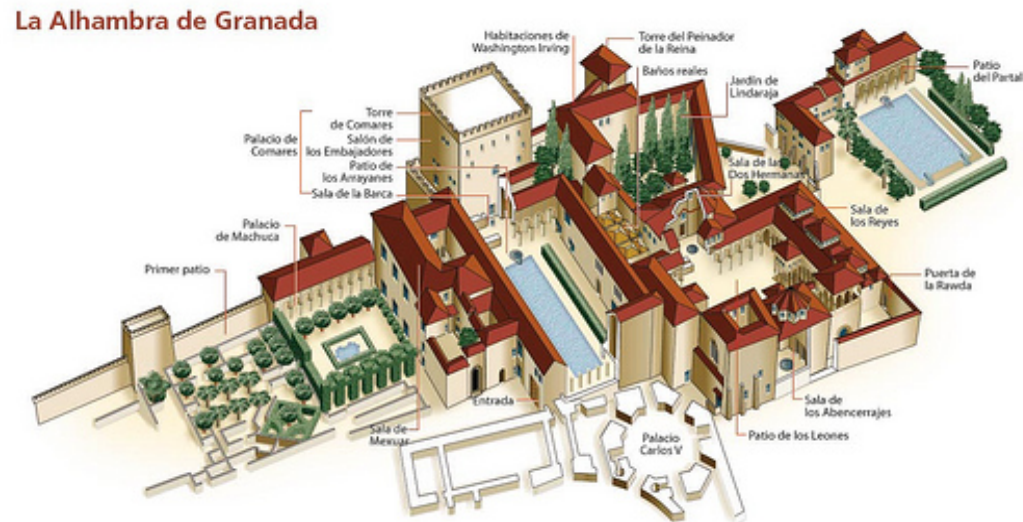 La Alhambra de Granada
Habitaciones de
Washington Irving
Torre del Peinador
de la Reina
Baños reales
Jardín de
Lindaraja
Patio
del Partal
Torre
de Comares
Palacio de
Comares
Salón de
los Embajadores
Patio de
los Arrayanes
Sala de la Barca
Sala de las
Dos Hermanas
Sala de
los Reyes
Palacio
de Machuca
Primer patio
Puerta de
la Rawda
Entrada
Sala de
Mexuar
Palacio
Carlos V
Sala de
los Abencerrajes
Patio de los Leones